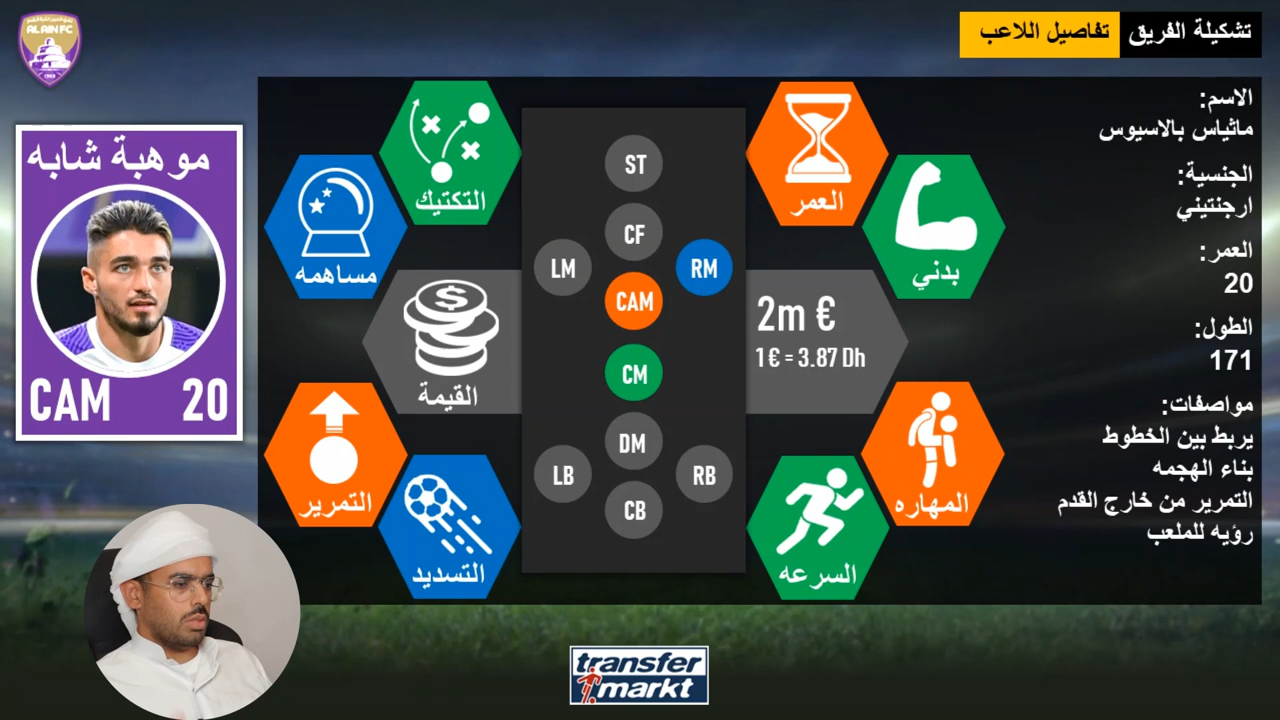 AL AIN FC
1968
تشكيلة الفريق
تفاصيل اللاعب
موهبة شابه
CAM 20
التكتيك
مساهمه
القيمة
التمرير
التسديد
ST
CF
LM
RM
CAM
CM
DM
LB
RB
CB
العمر
بدني
2m €
1 € = 3.87 Dh
المهاره
السرعه
الاسم:
ماثياس بالاسيوس
الجنسية:
ارجنتيني
العمر:
20
الطول:
171
مواصفات:
يربط بين الخطوط
بناء الهجمه
التمرير من خارج القدم
رؤيه للملعب
transfer
markt